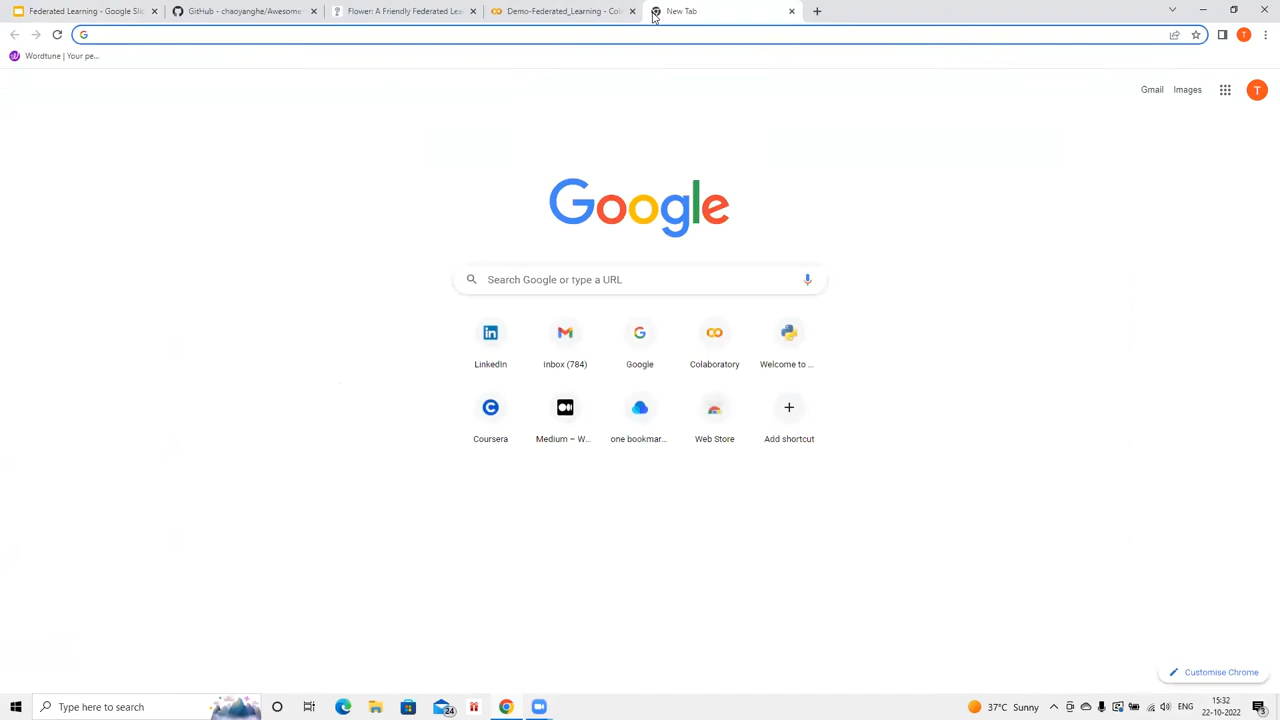 Federated Learning - Google Slic
GitHub - chaoyanghe/Awesome
Flower: A Friendly Federated Lea
Demo-Federated_Learning - Col
New Tab
Wordtune | Your pe...
Gmail
Images
T
Google
Search Google or type a URL
LinkedIn
Inbox (784)
Google
Colaboratory
Welcome to ...
Coursera
Medium – W...
one bookmar...
Web Store
Add shortcut
Customise Chrome
Type here to search
24
37°C Sunny
ENG
15:32
22-10-2022